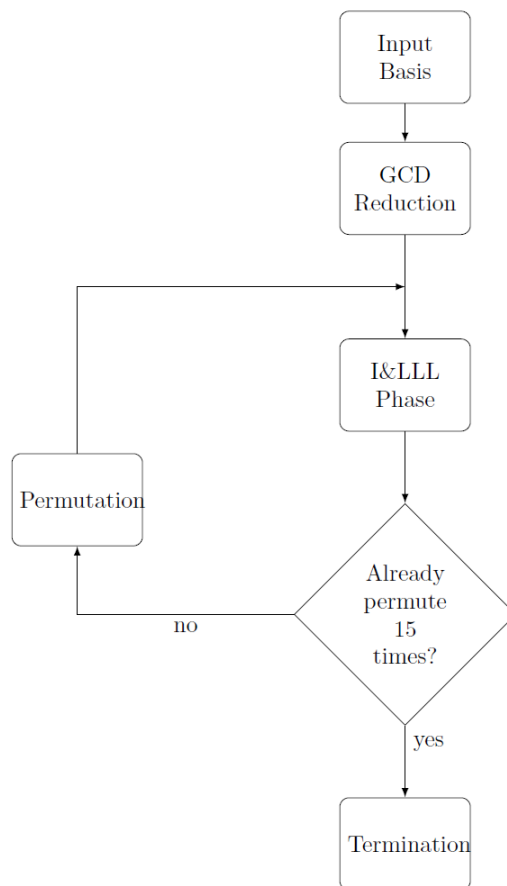 Input
Basis
GCD
Reduction
I&LLL
Phase
Permutation
Already
permute
15
times?
no
yes
Termination